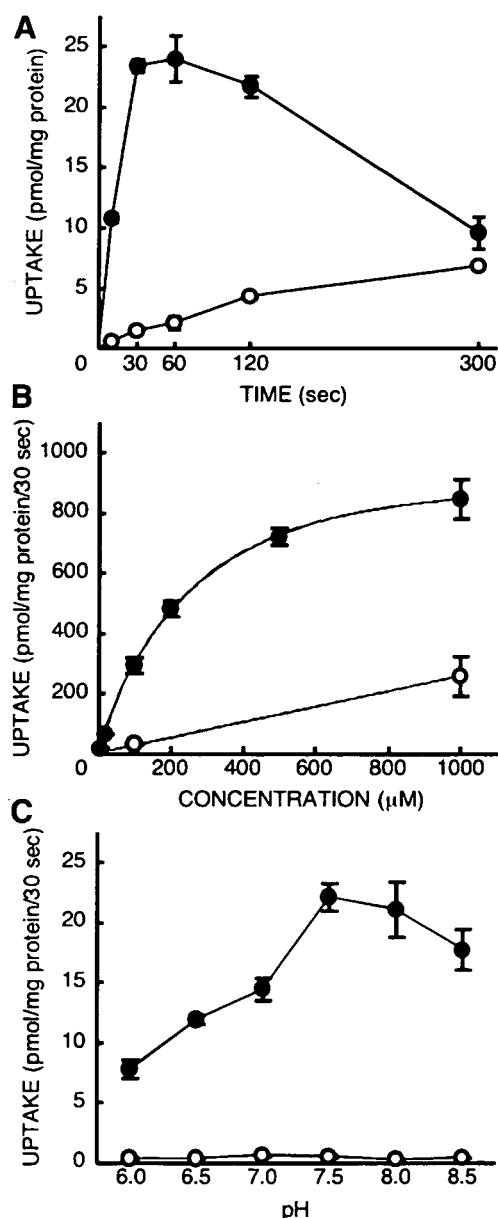 A
UPTAKE (pmol/mg protein)
25
20
15
10
5
0
30 60 120 300
TIME (sec)
B
UPTAKE (pmol/mg protein/30 sec)
1000
800
600
400
200
0
200 400 600 800 1000
CONCENTRATION (μM)
C
UPTAKE (pmol/mg protein/30 sec)
25
20
15
10
5
0
6.0 6.5 7.0 7.5 8.0 8.5
pH